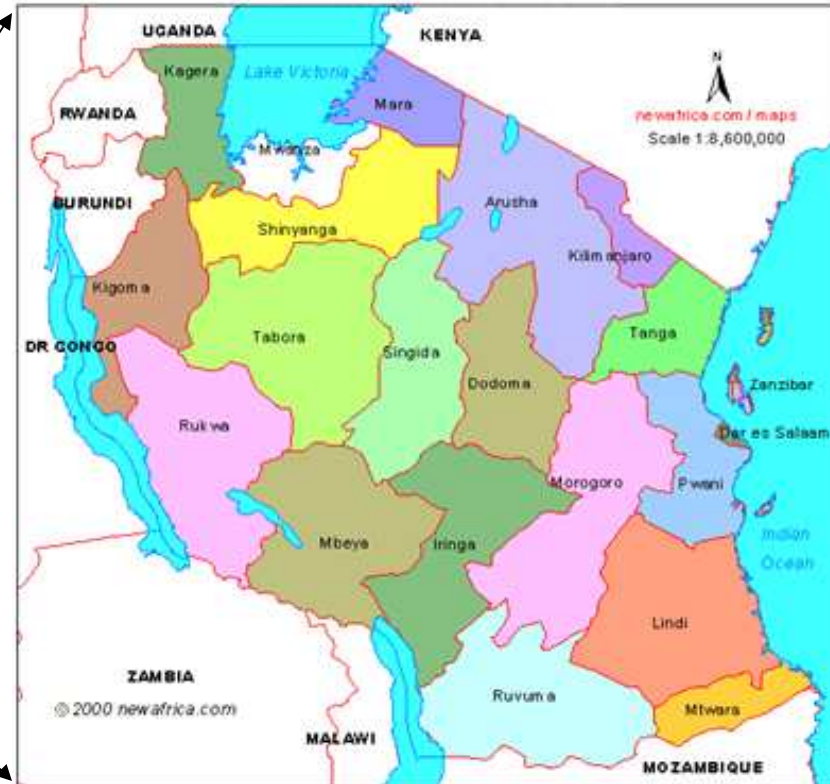 UGANDA
KENYA
N
Kagera
Lake Victoria
Mara
newafrica.com / maps
Scale 1:8,600,000
RWANDA
Mwanza
BURUNDI
Shinyanga
Arusha
Kilimanjaro
Kigoma
DR CONGO
Tabora
Singida
Dodoma
Tanga
Zanzibar
Rukwa
Dar es Salaam
Morogoro
Pwani
Mbeya
Iringa
Indian
Ocean
Lindi
ZAMBIA
© 2000 newafrica.com
Ruvuma
Mtwara
MALAWI
MOZAMBIQUE